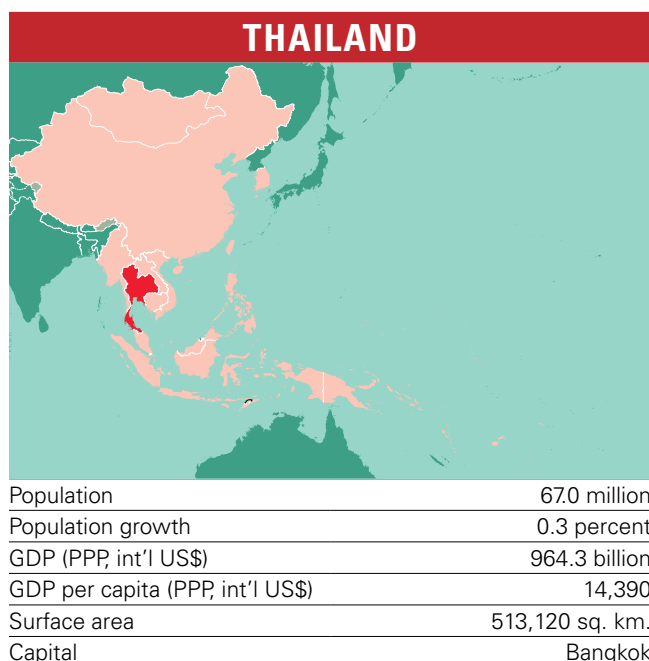 THAILAND
Population 67.0 million
Population growth 0.3 percent
GDP (PPP, int'l US$) 964.3 billion
GDP per capita (PPP, int'l US$) 14,390
Surface area 513,120 sq. km.
Capital Bangkok